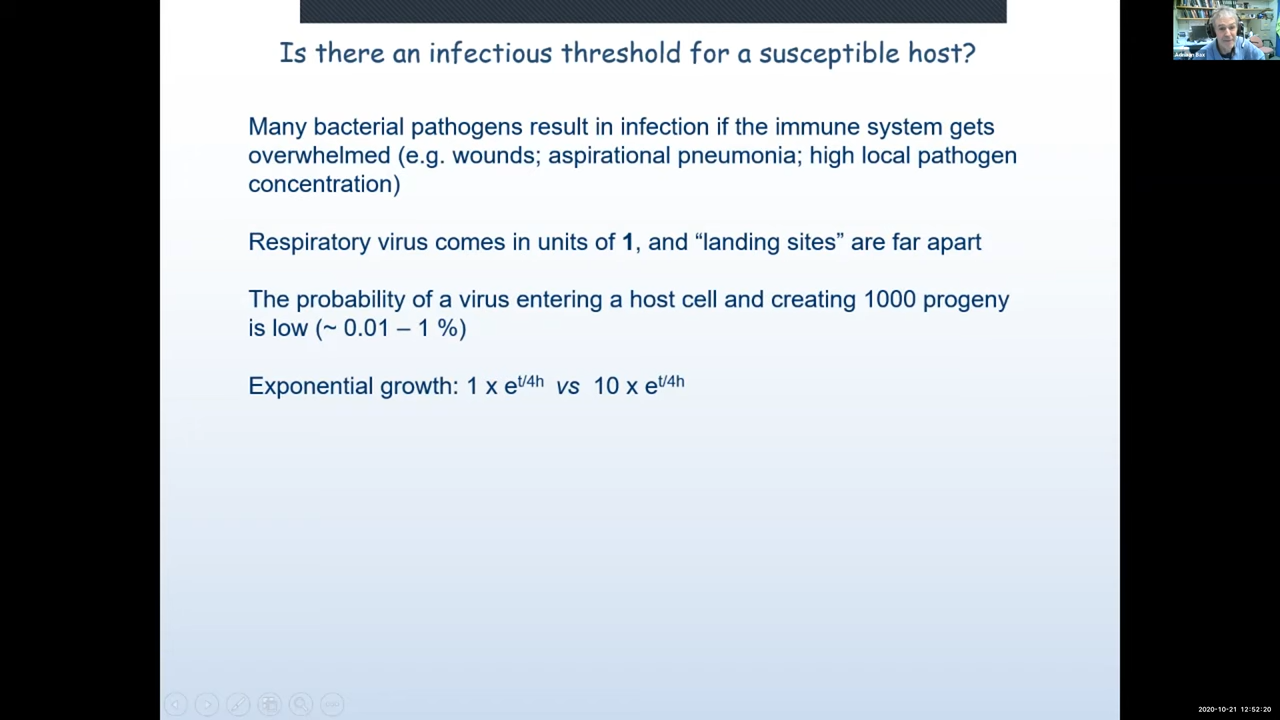 Is there an infectious threshold for a susceptible host?
Many bacterial pathogens result in infection if the immune system gets
overwhelmed (e.g. wounds; aspirational pneumonia; high local pathogen
concentration)
Respiratory virus comes in units of 1, and “landing sites” are far apart
The probability of a virus entering a host cell and creating 1000 progeny
is low (~ 0.01 – 1 %)
Exponential growth: 1 x e^t/4h vs 10 x e^t/4h
Adriaan Bax
2020-10-21 12:52:20